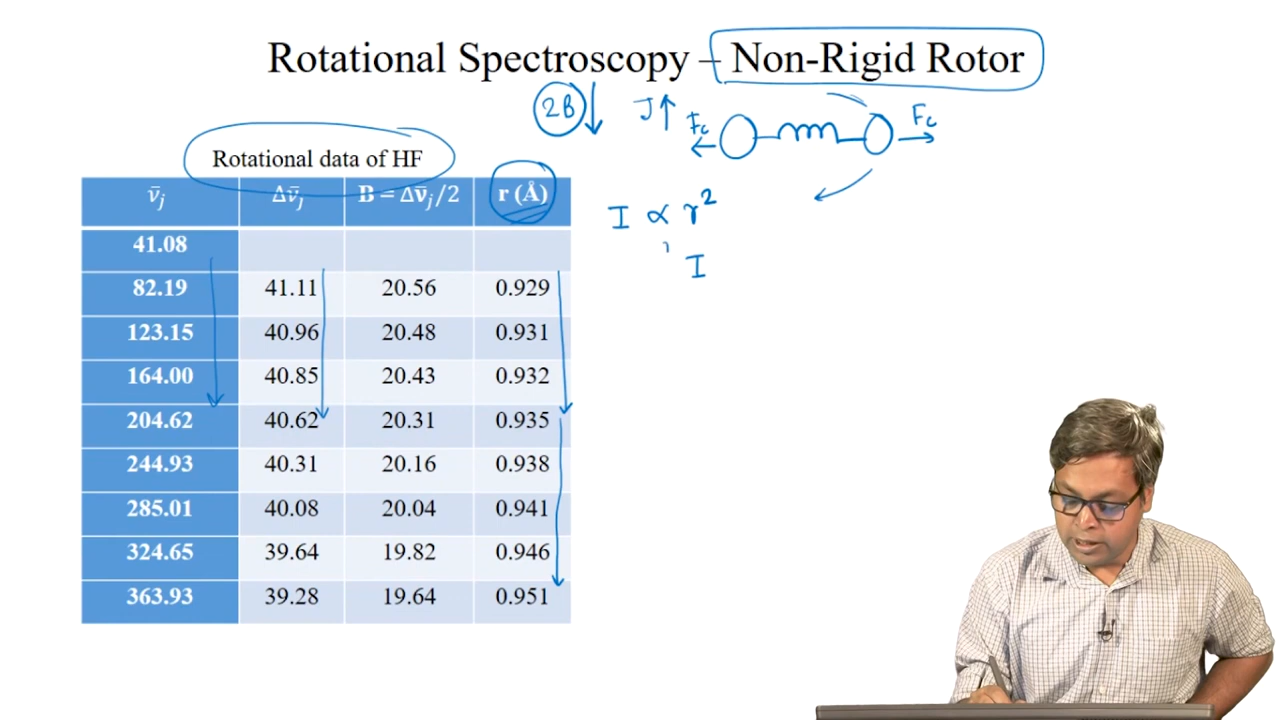 Rotational Spectroscopy – Non-Rigid Rotor
2B↓ J↑ Fc Fc
Rotational data of HF
ν̄j Δν̄j B = Δν̄j/2 r (Å)
I ∝ r²
I
41.08
82.19 41.11 20.56 0.929
123.15 40.96 20.48 0.931
164.00 40.85 20.43 0.932
204.62 40.62 20.31 0.935
244.93 40.31 20.16 0.938
285.01 40.08 20.04 0.941
324.65 39.64 19.82 0.946
363.93 39.28 19.64 0.951